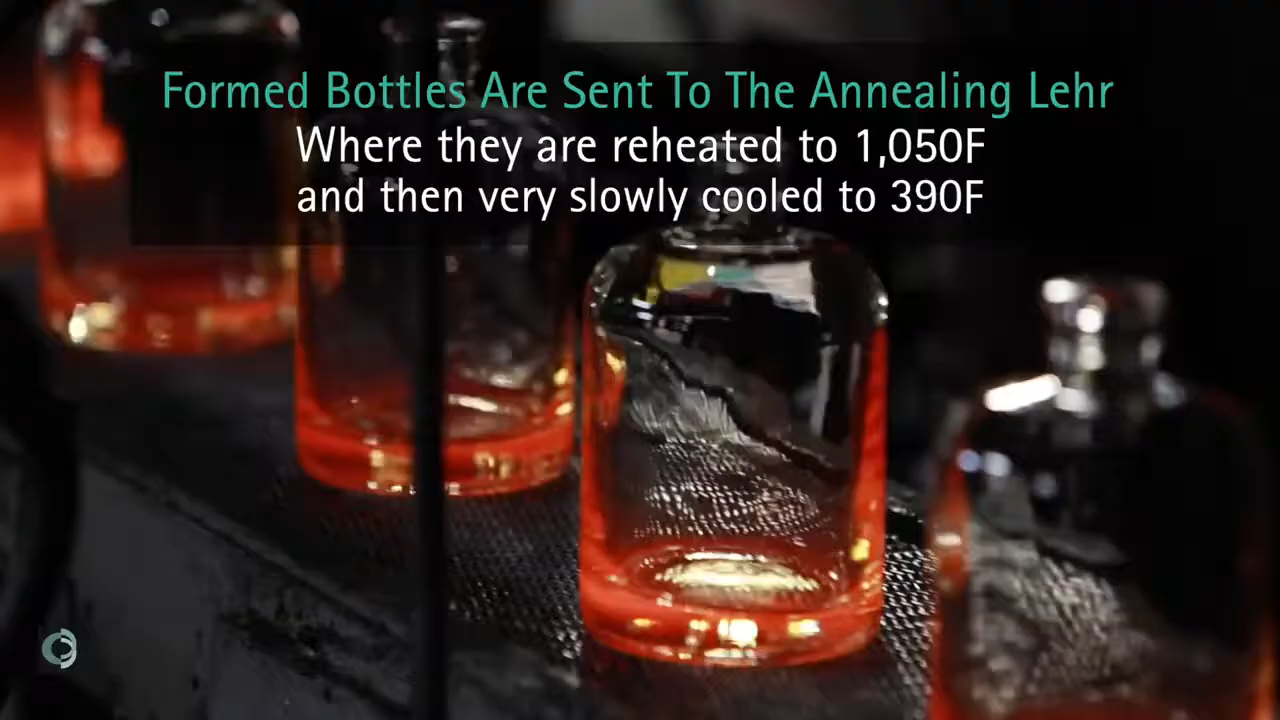 Formed Bottles Are Sent To The Annealing Lehr
Where they are reheated to 1,050F
and then very slowly cooled to 390F